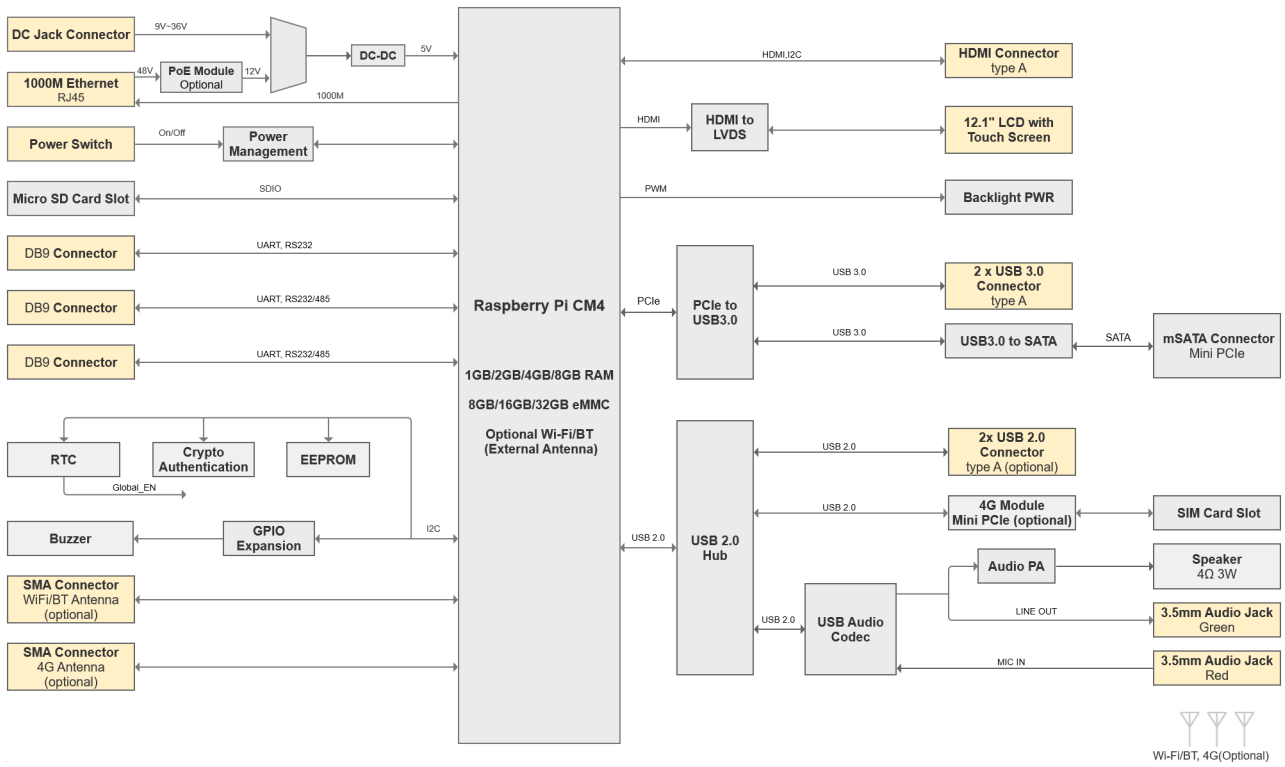 DC Jack Connector
9V~36V
DC-DC
5V
1000M Ethernet
RJ45
48V
PoE Module
Optional
12V
1000M
Power Switch
On/Off
Power
Management
Micro SD Card Slot
SDIO
DB9 Connector
UART, RS232
DB9 Connector
UART, RS232/485
DB9 Connector
UART, RS232/485
RTC
Crypto
Authentication
EEPROM
Global_EN
Buzzer
GPIO
Expansion
I2C
SMA Connector
WiFi/BT Antenna
(optional)
SMA Connector
4G Antenna
(optional)
Raspberry Pi CM4
1GB/2GB/4GB/8GB RAM
8GB/16GB/32GB eMMC
Optional Wi-Fi/BT
(External Antenna)
HDMI,I2C
HDMI Connector
type A
HDMI
HDMI to
LVDS
12.1" LCD with
Touch Screen
PWM
Backlight PWR
PCIe
PCIe to
USB3.0
USB 3.0
2 x USB 3.0
Connector
type A
USB 3.0
USB3.0 to SATA
SATA
mSATA Connector
Mini PCIe
USB 2.0
USB 2.0
Hub
USB 2.0
2x USB 2.0
Connector
type A (optional)
USB 2.0
4G Module
Mini PCIe (optional)
SIM Card Slot
USB 2.0
USB Audio
Codec
Audio PA
Speaker
4Ω 3W
LINE OUT
3.5mm Audio Jack
Green
MIC IN
3.5mm Audio Jack
Red
Wi-Fi/BT, 4G(Optional)